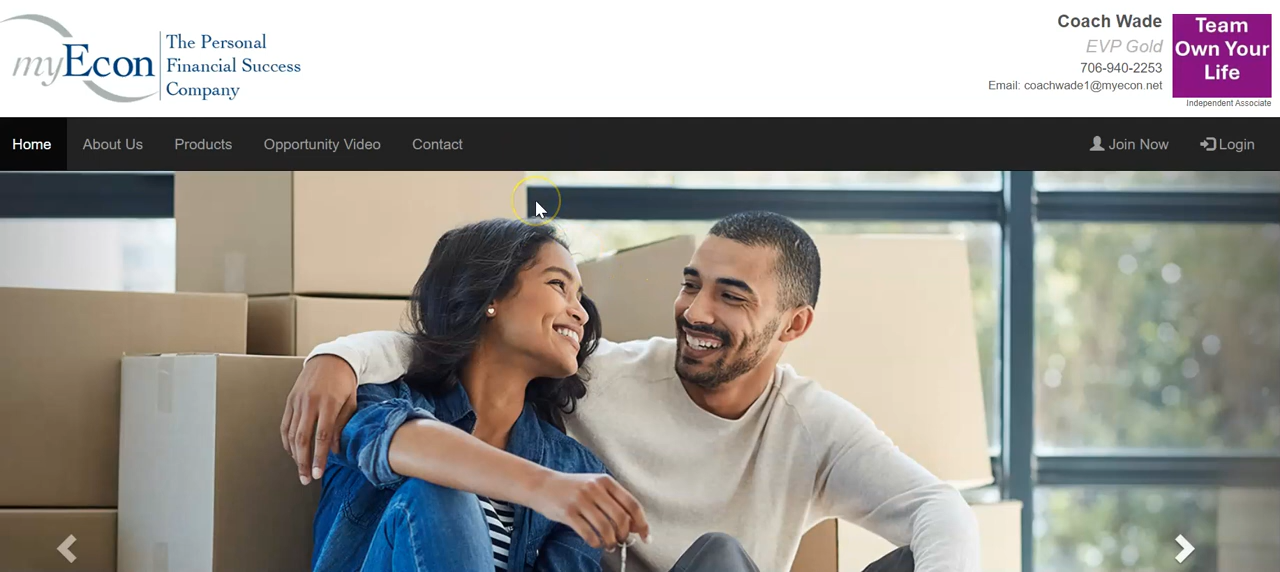 myEcon
The Personal
Financial Success
Company
Coach Wade
EVP Gold
706-940-2253
Email: coachwade1@myecon.net
Team
Own Your
Life
Independent Associate
Home About Us Products Opportunity Video Contact Join Now Login